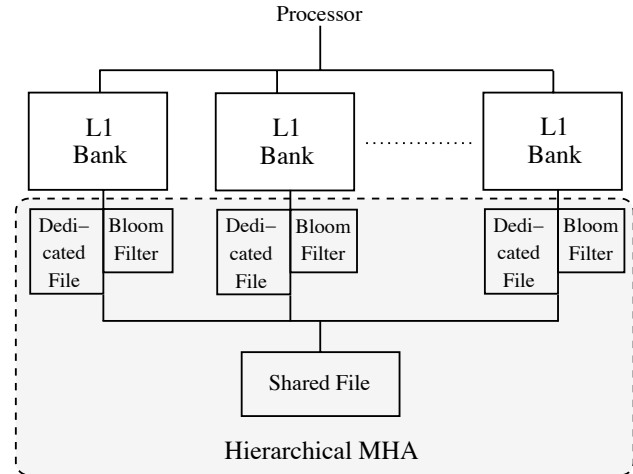 Processor
L1
Bank
L1
Bank
L1
Bank
Dedi–
cated
File
Bloom
Filter
Dedi–
cated
File
Bloom
Filter
Dedi–
cated
File
Bloom
Filter
Shared File
Hierarchical MHA